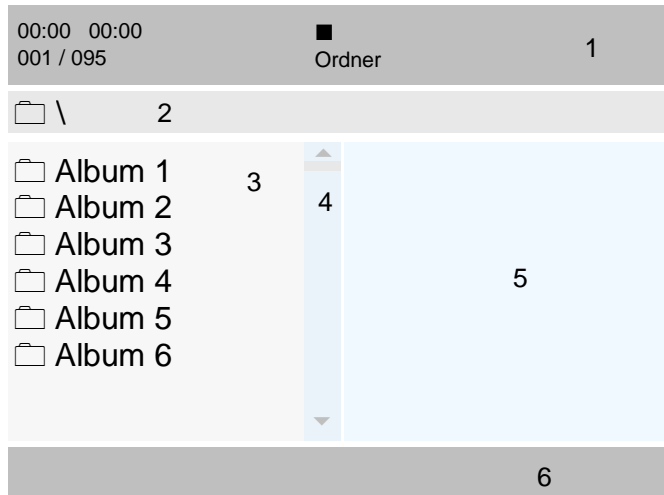 00:00 00:00
001 / 095
Ordner
1
\ 2
Album 1
Album 2
Album 3
Album 4
Album 5
Album 6
3
4
5
6